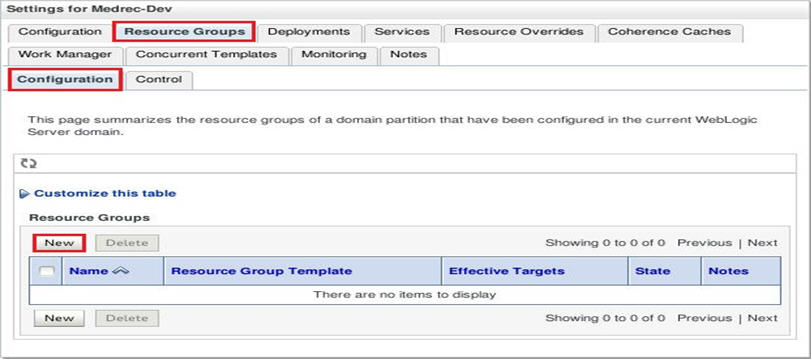 Settings for Medrec-Dev
Configuration Resource Groups Deployments Services Resource Overrides Coherence Caches
Work Manager Concurrent Templates Monitoring Notes
Configuration Control
This page summarizes the resource groups of a domain partition that have been configured in the current WebLogic
Server domain.
Customize this table
Resource Groups
New Delete Showing 0 to 0 of 0 Previous | Next
Name Resource Group Template Effective Targets State Notes
There are no items to display
New Delete Showing 0 to 0 of 0 Previous | Next